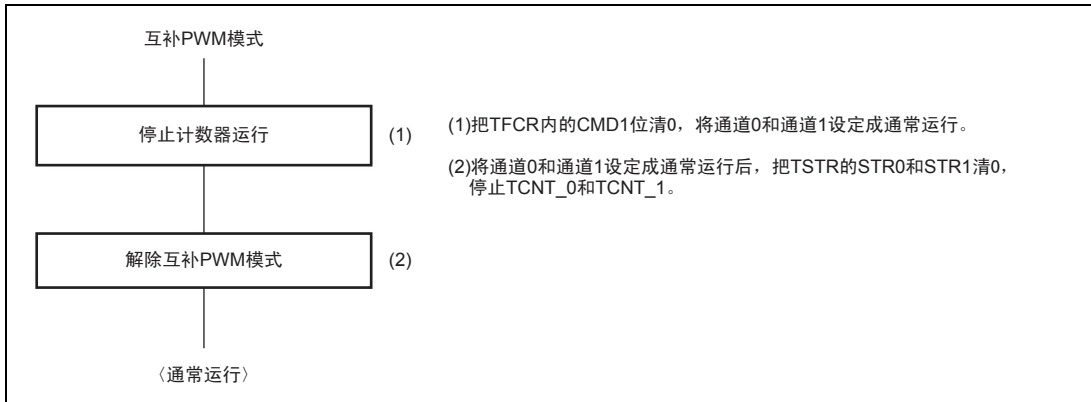 互补PWM模式
停止计数器运行
(1)
(1)把TFCR内的CMD1位清0，将通道0和通道1设定成通常运行。
(2)将通道0和通道1设定成通常运行后，把TSTR的STR0和STR1清0，
停止TCNT_0和TCNT_1。
解除互补PWM模式
(2)
〈通常运行〉